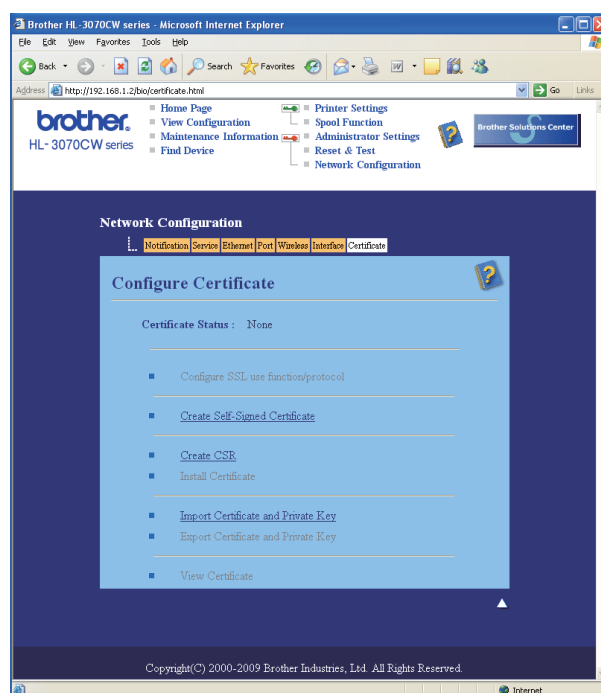 Brother HL-3070CW series - Microsoft Internet Explorer
File Edit View Favorites Tools Help
Back Search Favorites
Address http://192.168.1.2/bio/certificate.html Go Links
brother.
HL-3070CW series
Home Page
View Configuration
Maintenance Information
Find Device
Printer Settings
Spool Function
Administrator Settings
Reset & Test
Network Configuration
Brother Solutions Center
Network Configuration
Notification Service Ethernet Port Wireless Interface Certificate
Configure Certificate
Certificate Status : None
Configure SSL use function/protocol
Create Self-Signed Certificate
Create CSR
Install Certificate
Import Certificate and Private Key
Export Certificate and Private Key
View Certificate
Copyright(C) 2000-2009 Brother Industries, Ltd. All Rights Reserved.
Internet